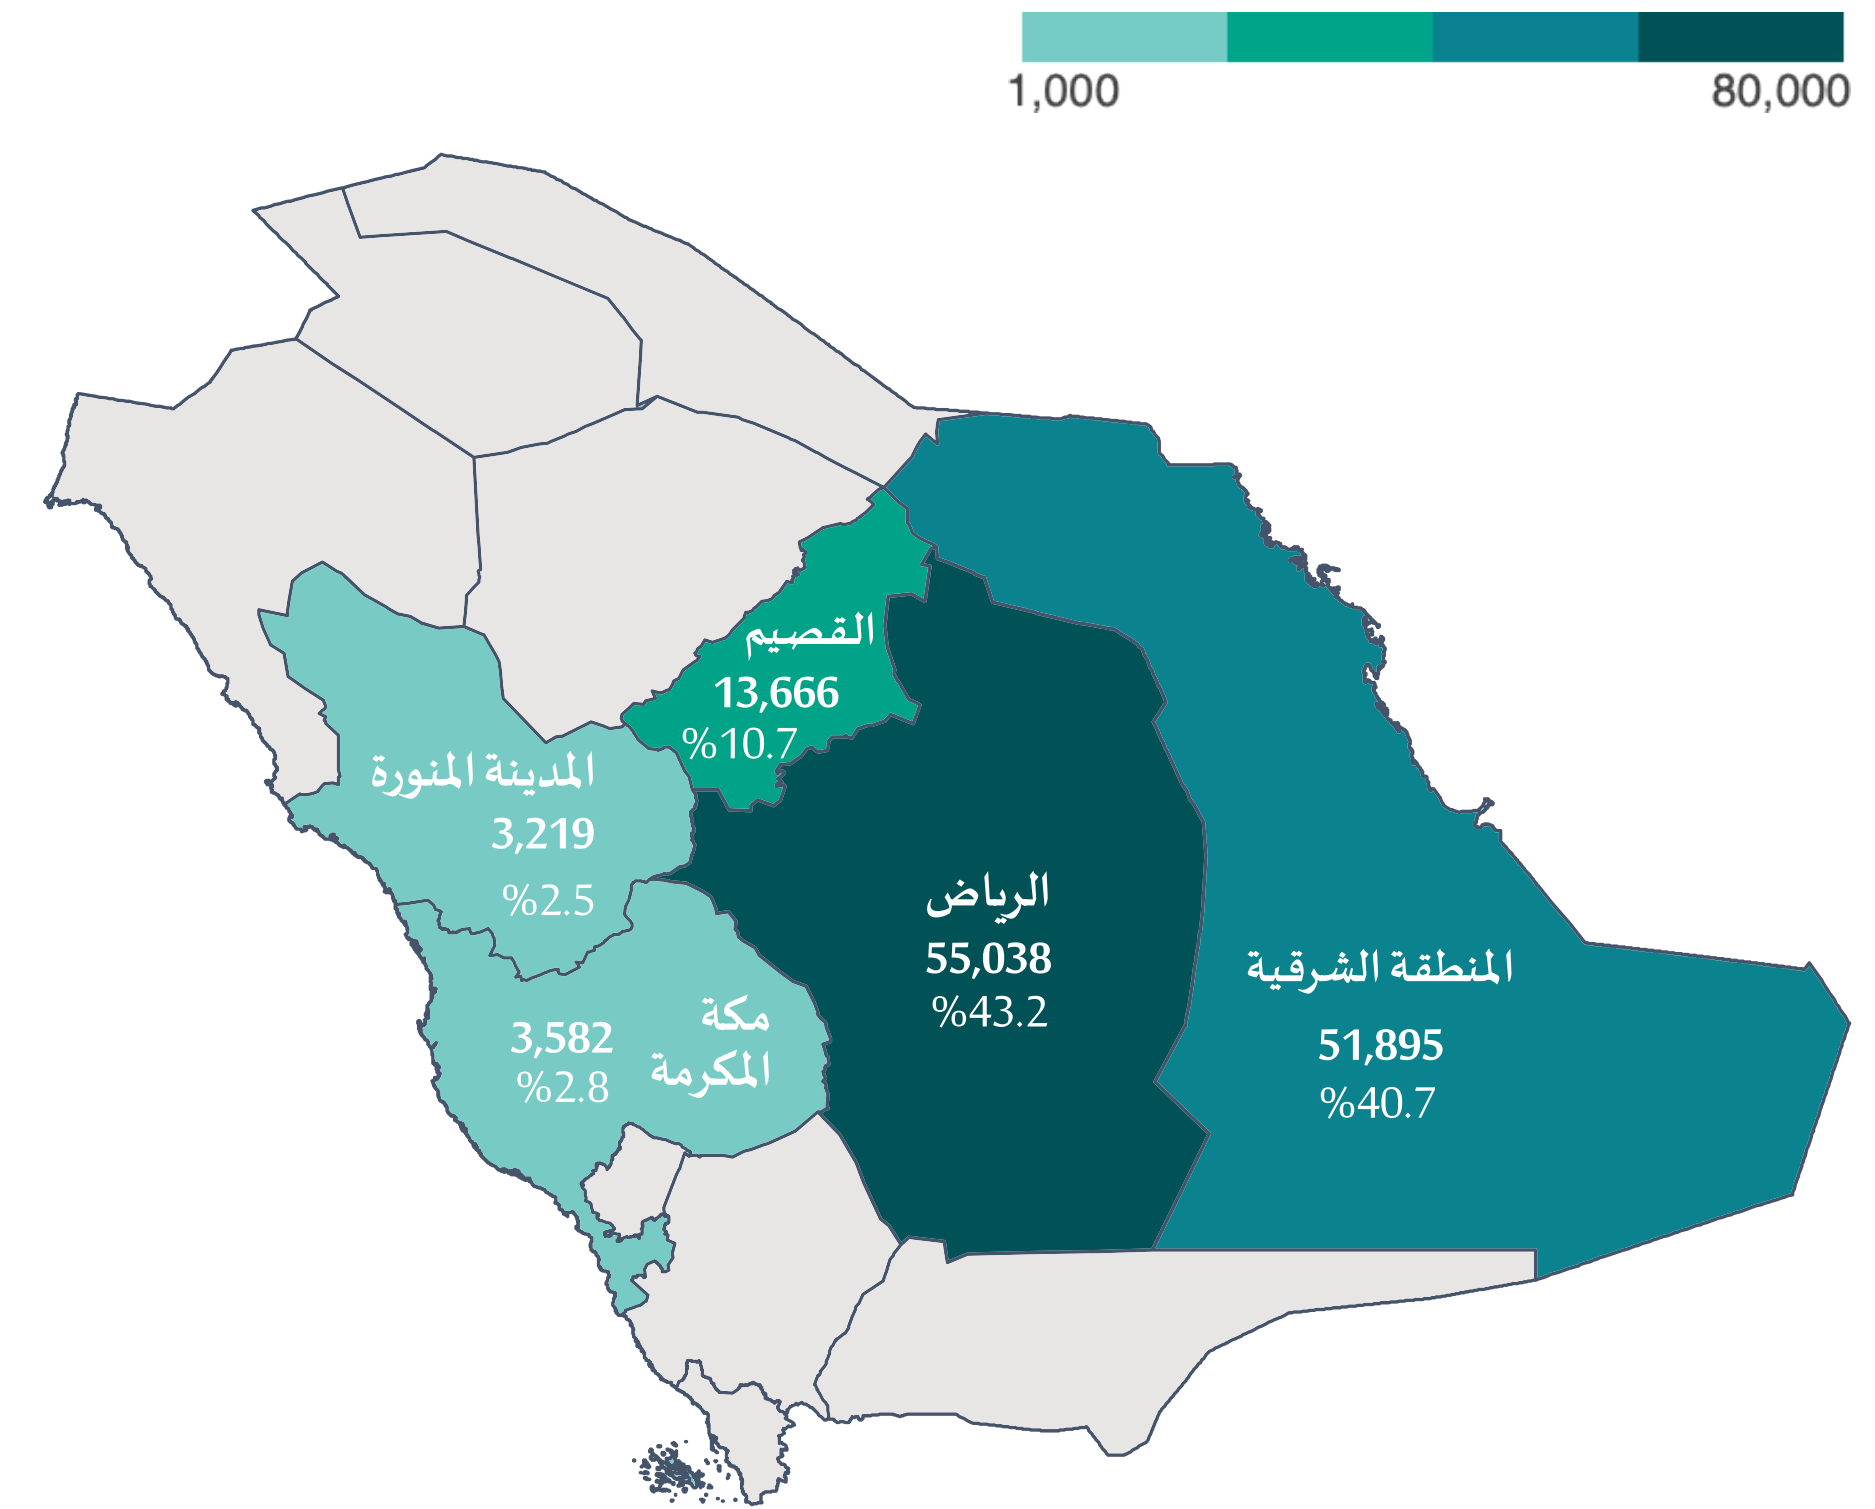 1,000
80,000
القصيم
13,666
%10.7
المدينة المنورة
3,219
%2.5
الرياض
55,038
%43.2
المنطقة الشرقية
51,895
%40.7
مكة
المكرمة
3,582
%2.8